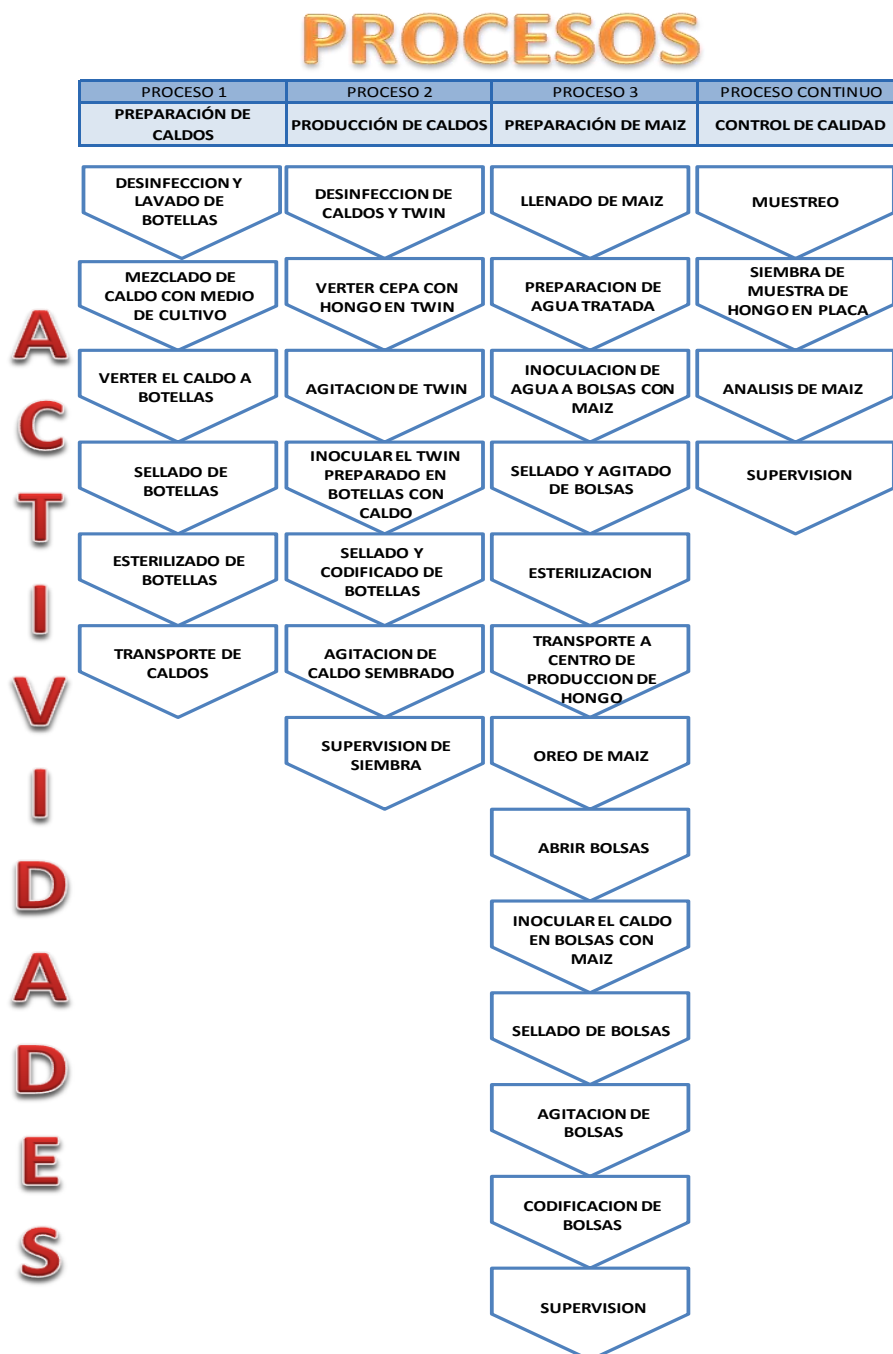 PROCESOS
PROCESO 1
PROCESO 2
PROCESO 3
PROCESO CONTINUO
PREPARACIÓN DE
CALDOS
PRODUCCIÓN DE CALDOS
PREPARACIÓN DE MAIZ
CONTROL DE CALIDAD
ACTIVIDADES
DESINFECCION Y
LAVADO DE
BOTELLAS
MEZCLADO DE
CALDO CON MEDIO
DE CULTIVO
VERTER EL CALDO A
BOTELLAS
SELLADO DE
BOTELLAS
ESTERILIZADO DE
BOTELLAS
TRANSPORTE DE
CALDOS
DESINFECCION DE
CALDOS Y TWIN
VERTER CEPA CON
HONGO EN TWIN
AGITACION DE TWIN
INOCULAR EL TWIN
PREPARADO EN
BOTELLAS CON
CALDO
SELLADO Y
CODIFICADO DE
BOTELLAS
AGITACION DE
CALDO SEMBRADO
SUPERVISION DE
SIEMBRA
LLENADO DE MAIZ
PREPARACION DE
AGUA TRATADA
INOCULACION DE
AGUA A BOLSAS CON
MAIZ
SELLADO Y AGITADO
DE BOLSAS
ESTERILIZACION
TRANSPORTE A
CENTRO DE
PRODUCCION DE
HONGO
OREO DE MAIZ
ABRIR BOLSAS
INOCULAR EL CALDO
EN BOLSAS CON
MAIZ
SELLADO DE BOLSAS
AGITACION DE
BOLSAS
CODIFICACION DE
BOLSAS
SUPERVISION
MUESTREO
SIEMBRA DE
MUESTRA DE
HONGO EN PLACA
ANALISIS DE MAIZ
SUPERVISION